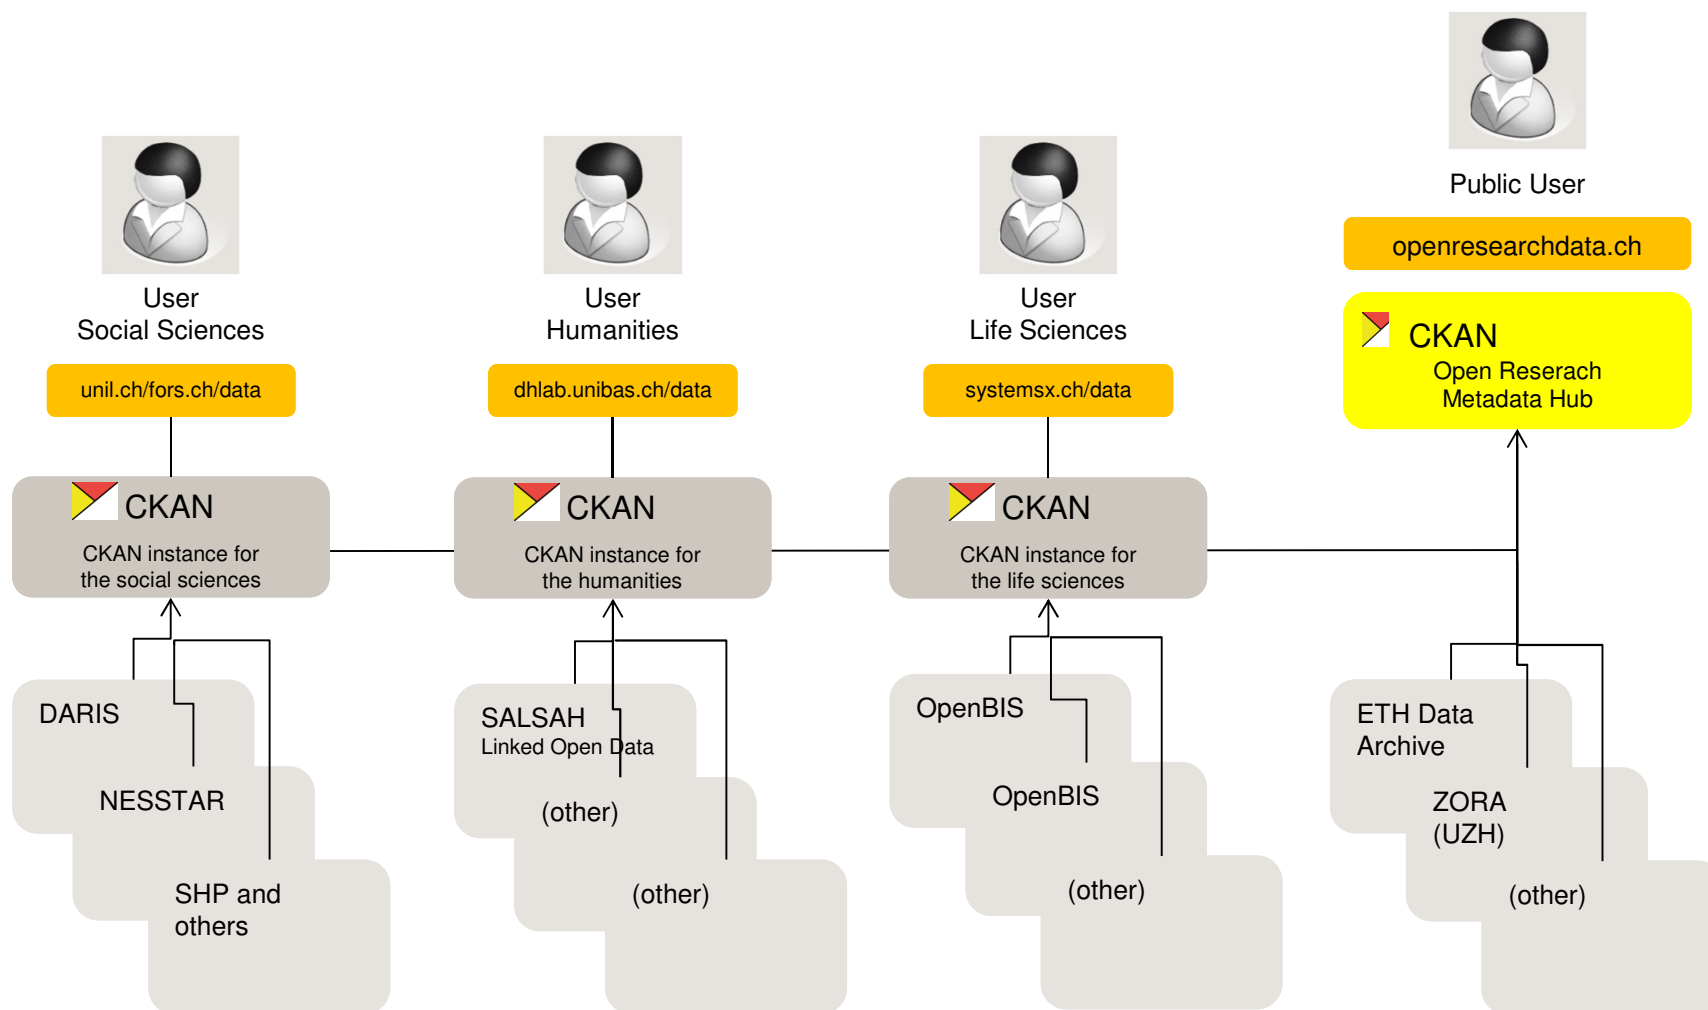 Public User
openresearchdata.ch
CKAN
Open Reserach
Metadata Hub
User
Social Sciences
unil.ch/fors.ch/data
CKAN
CKAN instance for
the social sciences
DARIS
NESSTAR
SHP and
others
User
Humanities
dhlab.unibas.ch/data
CKAN
CKAN instance for
the humanities
SALSAH
Linked Open Data
(other)
(other)
User
Life Sciences
systemsx.ch/data
CKAN
CKAN instance for
the life sciences
OpenBIS
OpenBIS
(other)
ETH Data
Archive
ZORA
(UZH)
(other)